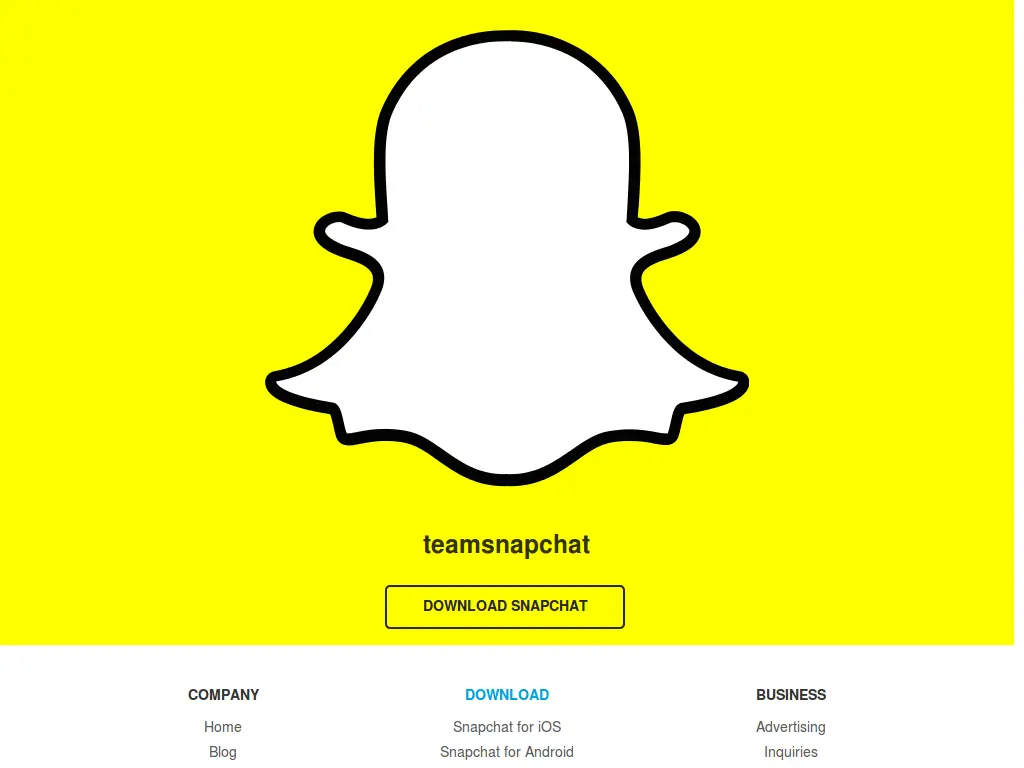 teamsnapchat
DOWNLOAD SNAPCHAT
COMPANY
Home
Blog
DOWNLOAD
Snapchat for iOS
Snapchat for Android
BUSINESS
Advertising
Inquiries